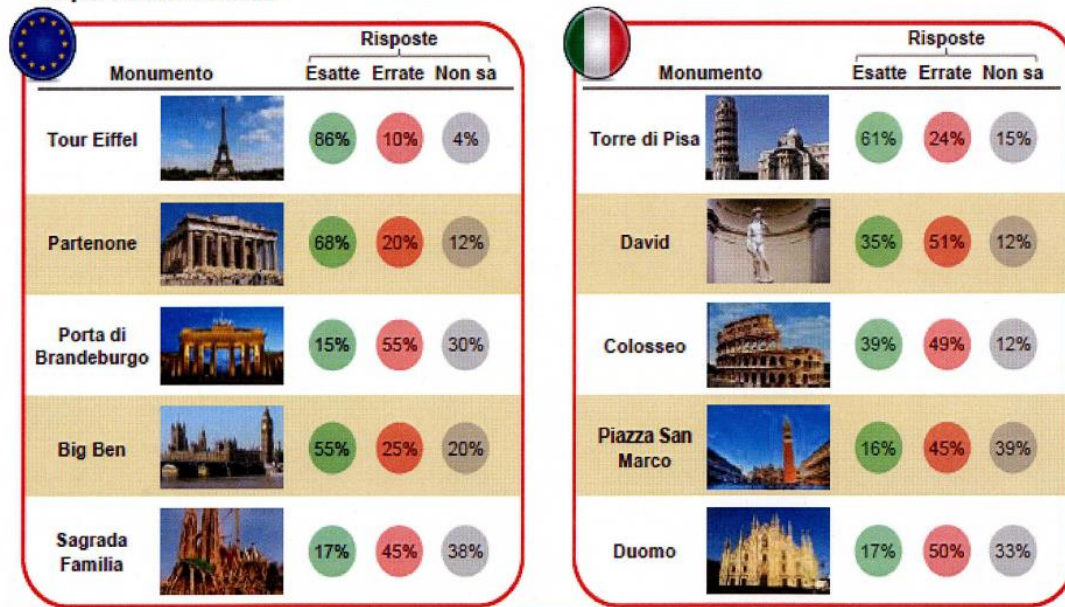 Risposte
Monumento Esatte Errate Non sa
Tour Eiffel 86% 10% 4%
Partenone 68% 20% 12%
Porta di
Brandeburgo 15% 55% 30%
Big Ben 55% 25% 20%
Sagrada
Familia 17% 45% 38%
Risposte
Monumento Esatte Errate Non sa
Torre di Pisa 61% 24% 15%
David 35% 51% 12%
Colosseo 39% 49% 12%
Piazza San
Marco 16% 45% 39%
Duomo 17% 50% 33%